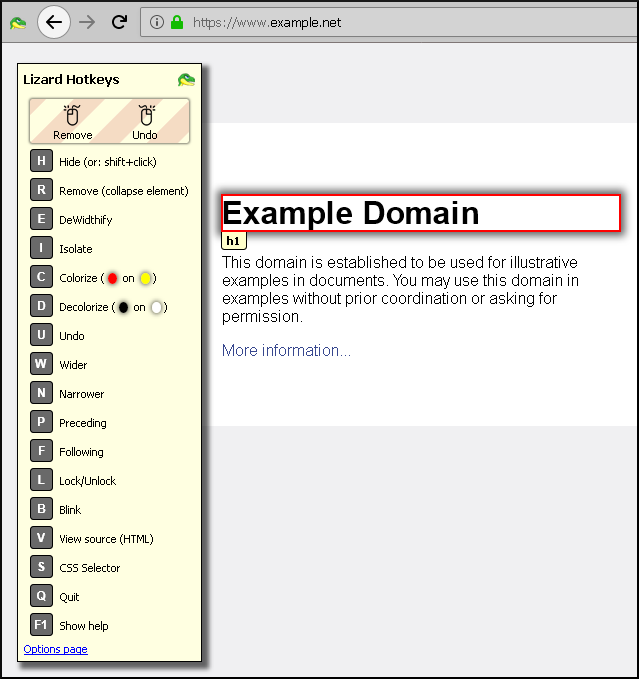 https://www.example.net
Lizard Hotkeys
Remove Undo
H Hide (or: shift+click)
R Remove (collapse element)
E DeWidthify
I Isolate
C Colorize ( on )
D Decolorize ( on )
U Undo
W Wider
N Narrower
P Preceding
F Following
L Lock/Unlock
B Blink
V View source (HTML)
S CSS Selector
Q Quit
F1 Show help
Options page
Example Domain
h1
This domain is established to be used for illustrative
examples in documents. You may use this domain in
examples without prior coordination or asking for
permission.
More information...